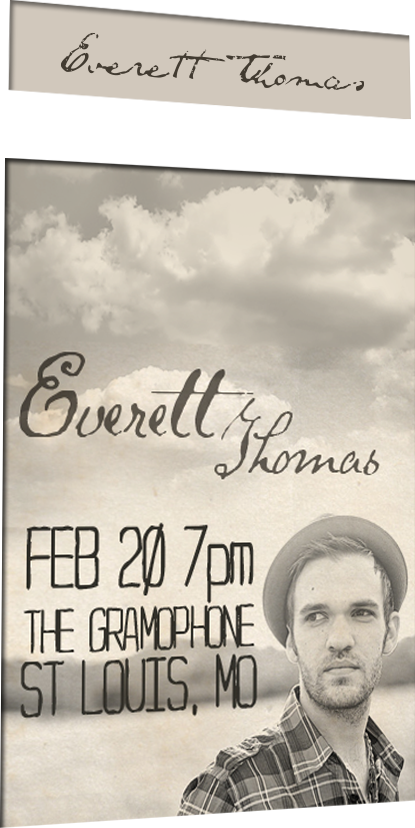 Everett Thomas
Everett
Thomas
FEB 20 7pm
THE GRAMOPHONE
ST LOUIS, MO